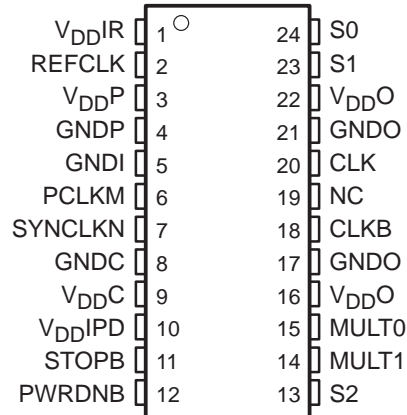 VDDIR 1 24 S0
REFCLK 2 23 S1
VDDP 3 22 VDDO
GNDP 4 21 GNDO
GNDI 5 20 CLK
PCLKM 6 19 NC
SYNCLKN 7 18 CLKB
GNDC 8 17 GNDO
VDDC 9 16 VDDO
VDDIPD 10 15 MULT0
STOPB 11 14 MULT1
PWRDNB 12 13 S2